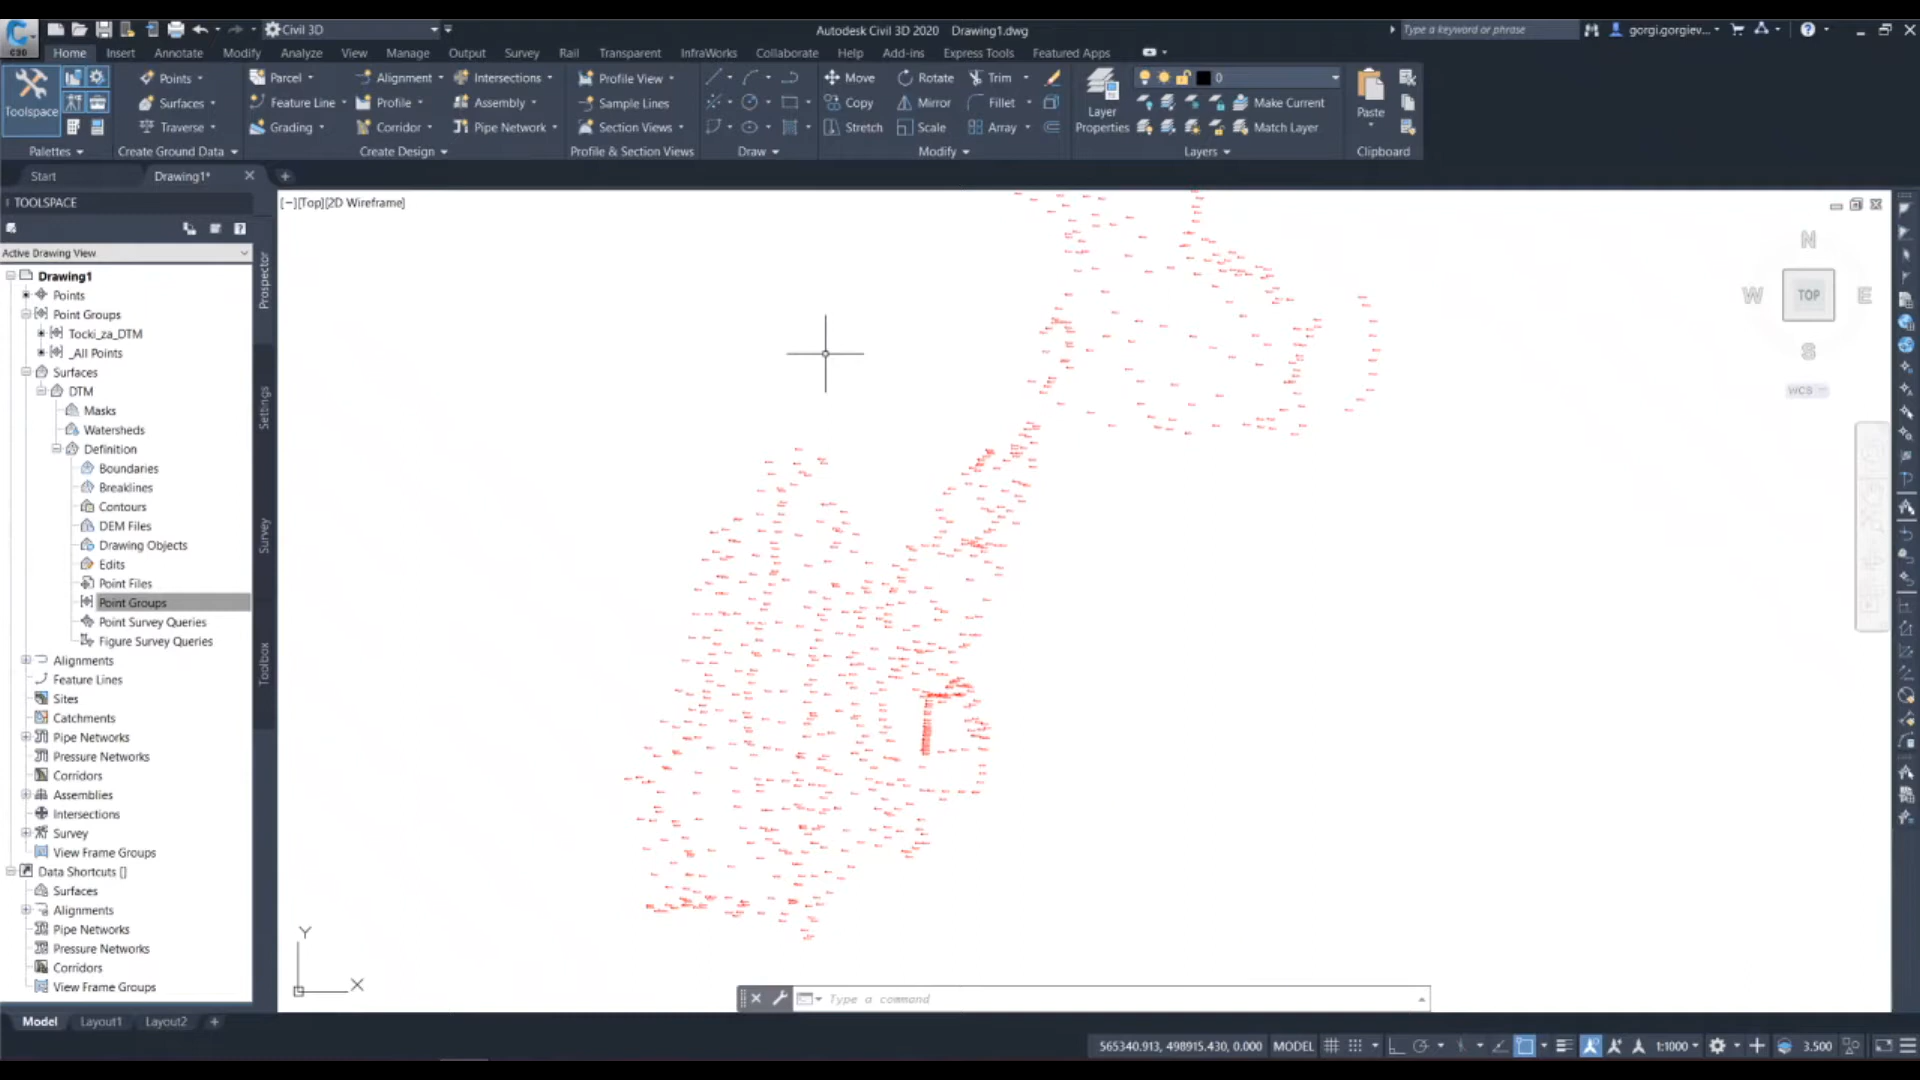 Civil 3D
Autodesk Civil 3D 2020 Drawing1.dwg
Type a keyword or phrase
gorgi.gorgiev...
C3D
Home Insert Annotate Modify Analyze View Manage Output Survey Rail Transparent InfraWorks Collaborate Help Add-ins Express Tools Featured Apps
Points Parcel Alignment Intersections Profile View Move Rotate Trim 0
Toolspace Surfaces Feature Line Profile Assembly Sample Lines Copy Mirror Fillet Layer Properties Make Current Paste
Traverse Grading Corridor Pipe Network Section Views Stretch Scale Array Match Layer
Palettes Create Ground Data Create Design Profile & Section Views Draw Modify Layers Clipboard
Start Drawing1*
TOOLSPACE
Active Drawing View
Drawing1
Points
Point Groups
Tocki_za_DTM
_All Points
Surfaces
DTM
Masks
Watersheds
Definition
Boundaries
Breaklines
Contours
DEM Files
Drawing Objects
Edits
Point Files
Point Groups
Point Survey Queries
Figure Survey Queries
Alignments
Feature Lines
Sites
Catchments
Pipe Networks
Pressure Networks
Corridors
Assemblies
Intersections
Survey
View Frame Groups
Data Shortcuts []
Surfaces
Alignments
Pipe Networks
Pressure Networks
Corridors
View Frame Groups
Prospector
Settings
Survey
Toolbox
[−][Top][2D Wireframe]
N
W TOP E
S
WCS
Y
X
Type a command
Model Layout1 Layout2
565340.913, 498915.430, 0.000 MODEL 1:1000 3.500